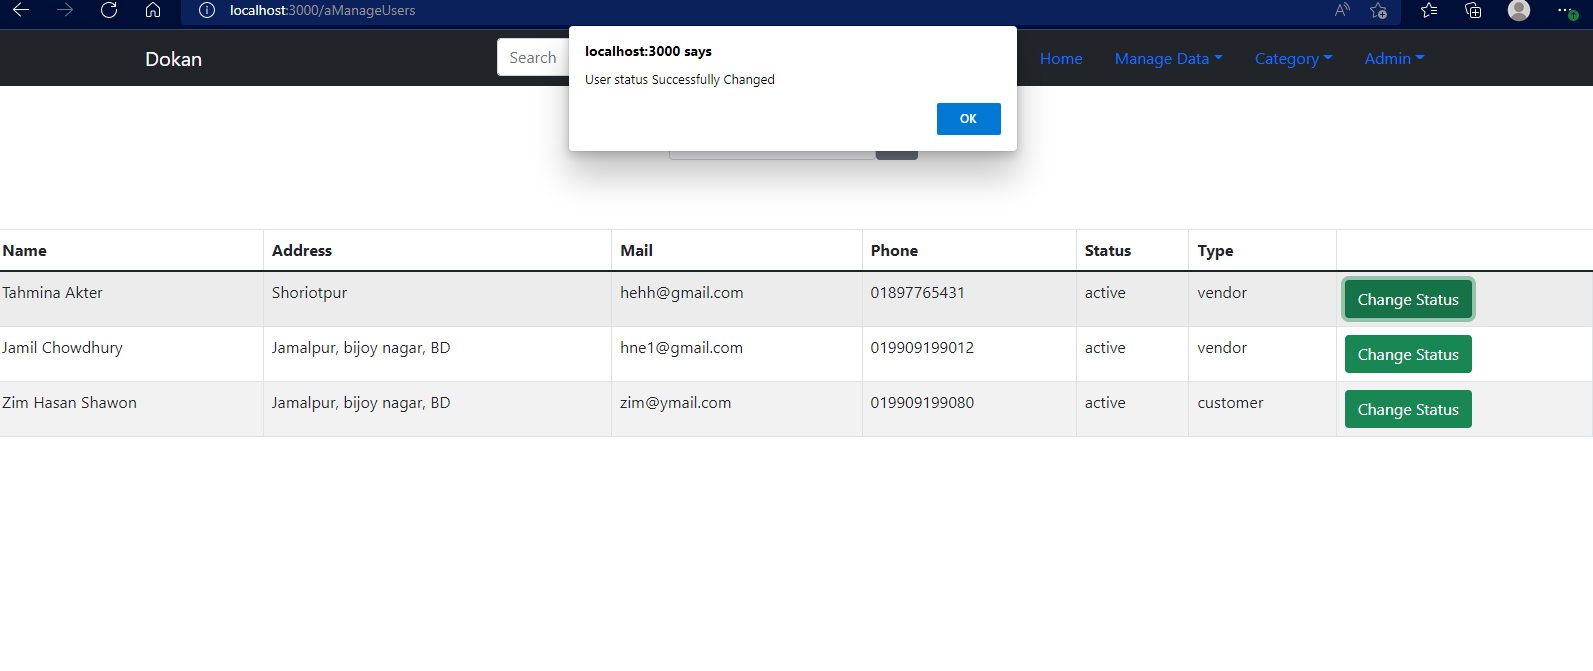 localhost:3000/aManageUsers
Dokan
Search
localhost:3000 says
User status Successfully Changed
OK
Home
Manage Data
Category
Admin
Name Address Mail Phone Status Type
Tahmina Akter Shoriotpur hehh@gmail.com 01897765431 active vendor Change Status
Jamil Chowdhury Jamalpur, bijoy nagar, BD hne1@gmail.com 019909199012 active vendor Change Status
Zim Hasan Shawon Jamalpur, bijoy nagar, BD zim@ymail.com 019909199080 active customer Change Status